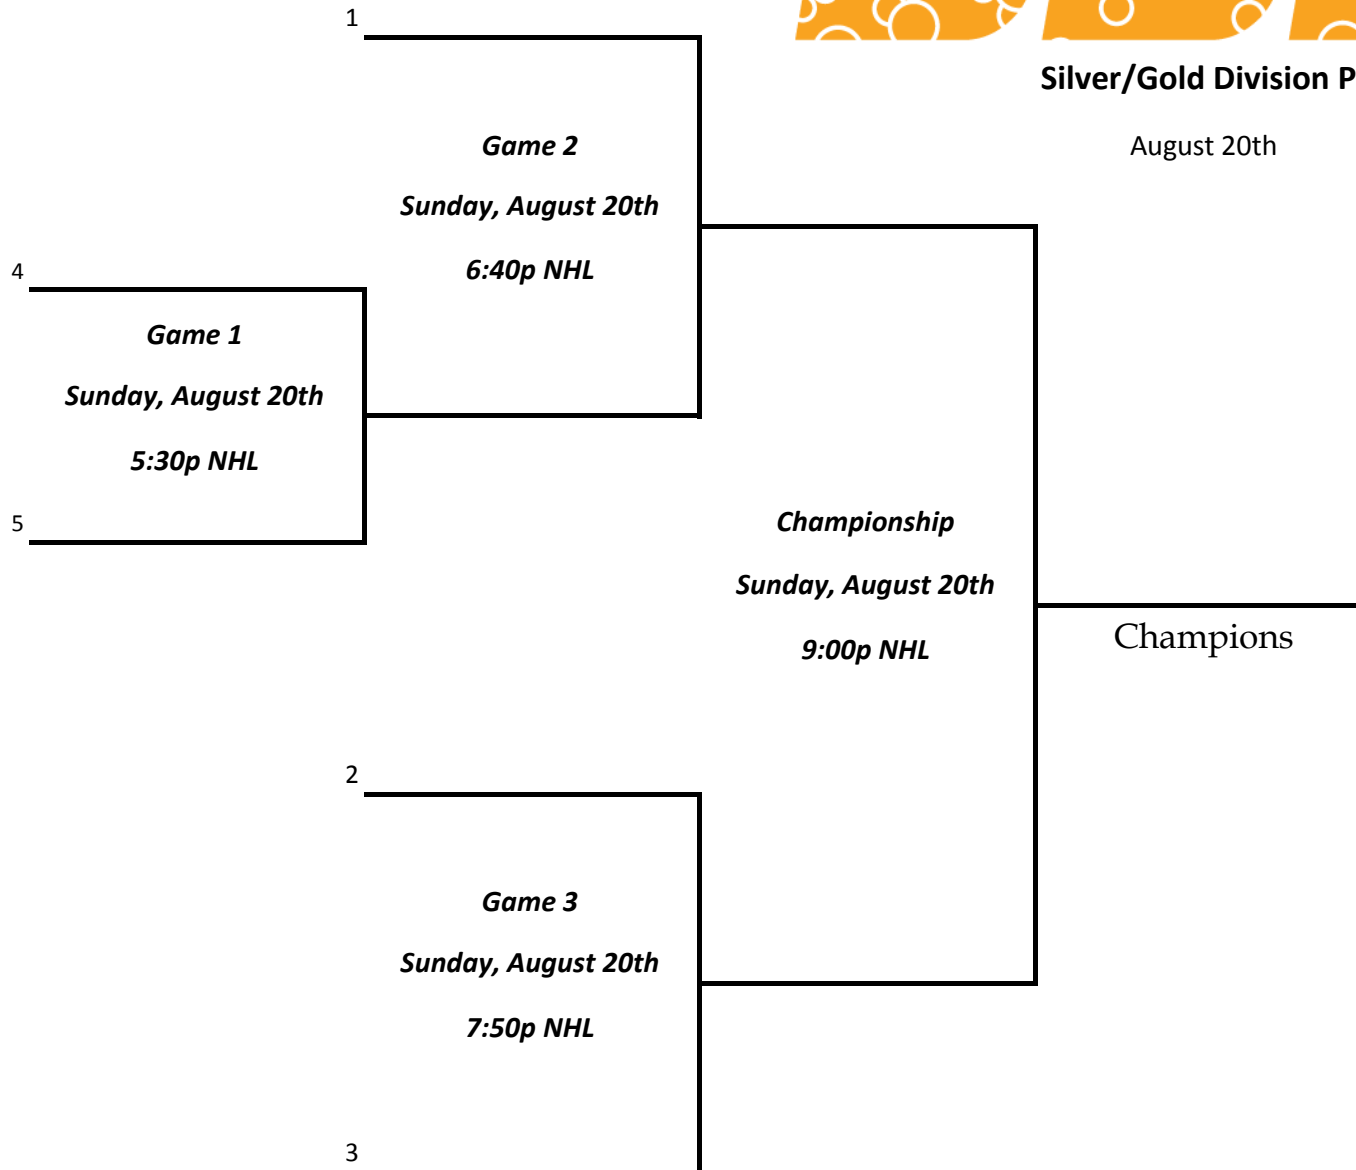 1
Silver/Gold Division P
August 20th
Game 2
Sunday, August 20th
6:40p NHL
4
Game 1
Sunday, August 20th
5:30p NHL
5
Championship
Sunday, August 20th
9:00p NHL
Champions
2
Game 3
Sunday, August 20th
7:50p NHL
3